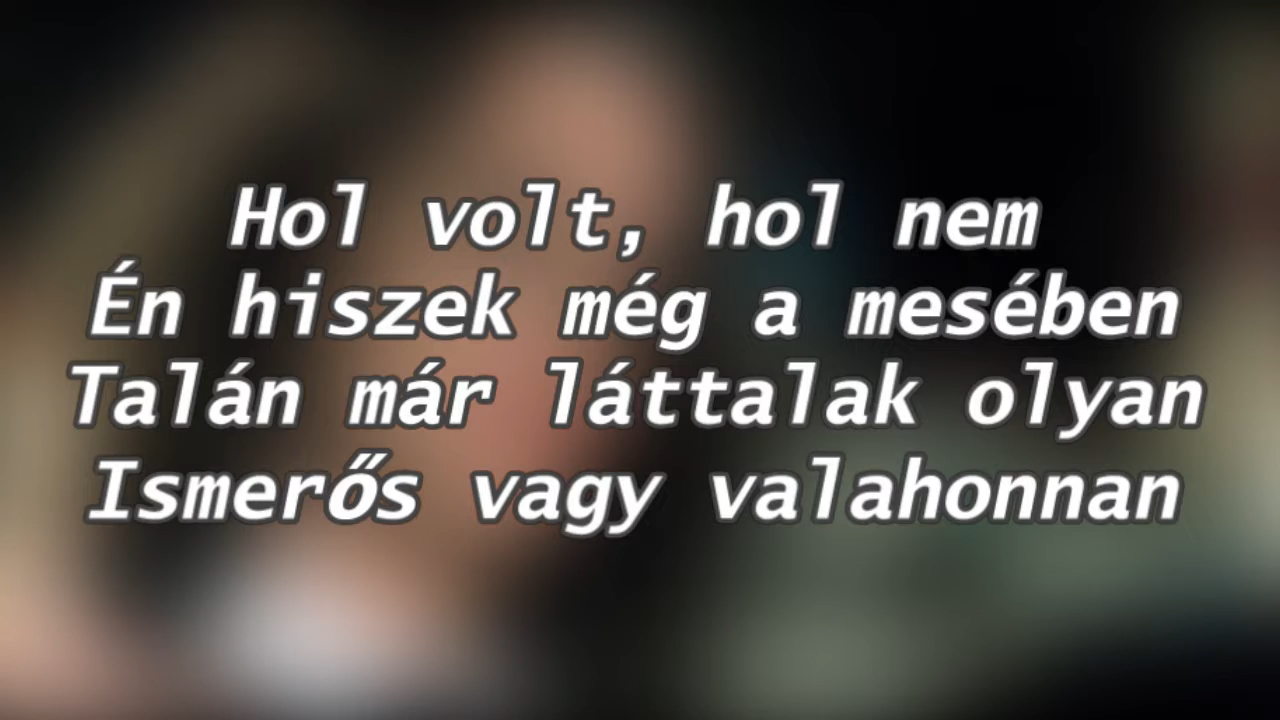 Hol volt, hol nem
Én hiszek még a mesében
Talán már láttalak olyan
Ismerős vagy valahonnan